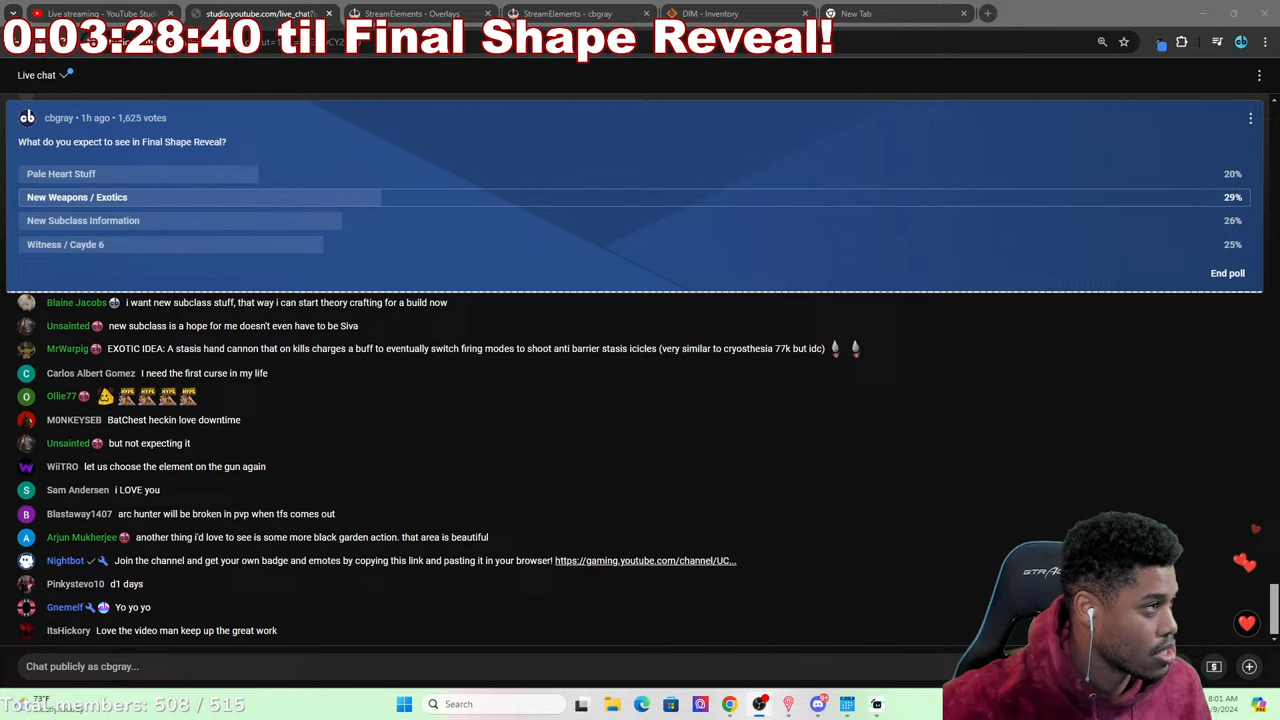 Live streaming - YouTube Studi
studio.youtube.com/live_chat?i
StreamElements - Overlays
StreamElements - cbgray
DIM - Inventory
New Tab
0:03:28:40 til Final Shape Reveal!
Live chat
cbgray • 1h ago • 1,625 votes
What do you expect to see in Final Shape Reveal?
Pale Heart Stuff 20%
New Weapons / Exotics 29%
New Subclass Information 26%
Witness / Cayde 6 25%
End poll
Blaine Jacobs i want new subclass stuff, that way i can start theory crafting for a build now
Unsainted new subclass is a hope for me doesn't even have to be Siva
MrWarpig EXOTIC IDEA: A stasis hand cannon that on kills charges a buff to eventually switch firing modes to shoot anti barrier stasis icicles (very similar to cryosthesia 77k but idc)
Carlos Albert Gomez I need the first curse in my life
Ollie77 HYPE HYPE HYPE HYPE
M0NKEYSEB BatChest heckin love downtime
Unsainted but not expecting it
WiiTRO let us choose the element on the gun again
Sam Andersen i LOVE you
Blastaway1407 arc hunter will be broken in pvp when tfs comes out
Arjun Mukherjee another thing i'd love to see is some more black garden action. that area is beautiful
Nightbot Join the channel and get your own badge and emotes by copying this link and pasting it in your browser! https://gaming.youtube.com/channel/UC...
Pinkystevo10 d1 days
Gnemelf Yo yo yo
ItsHickory Love the video man keep up the great work
Chat publicly as cbgray...
Total members: 508 / 515
73°F
Search
8:01 AM
/9/2024